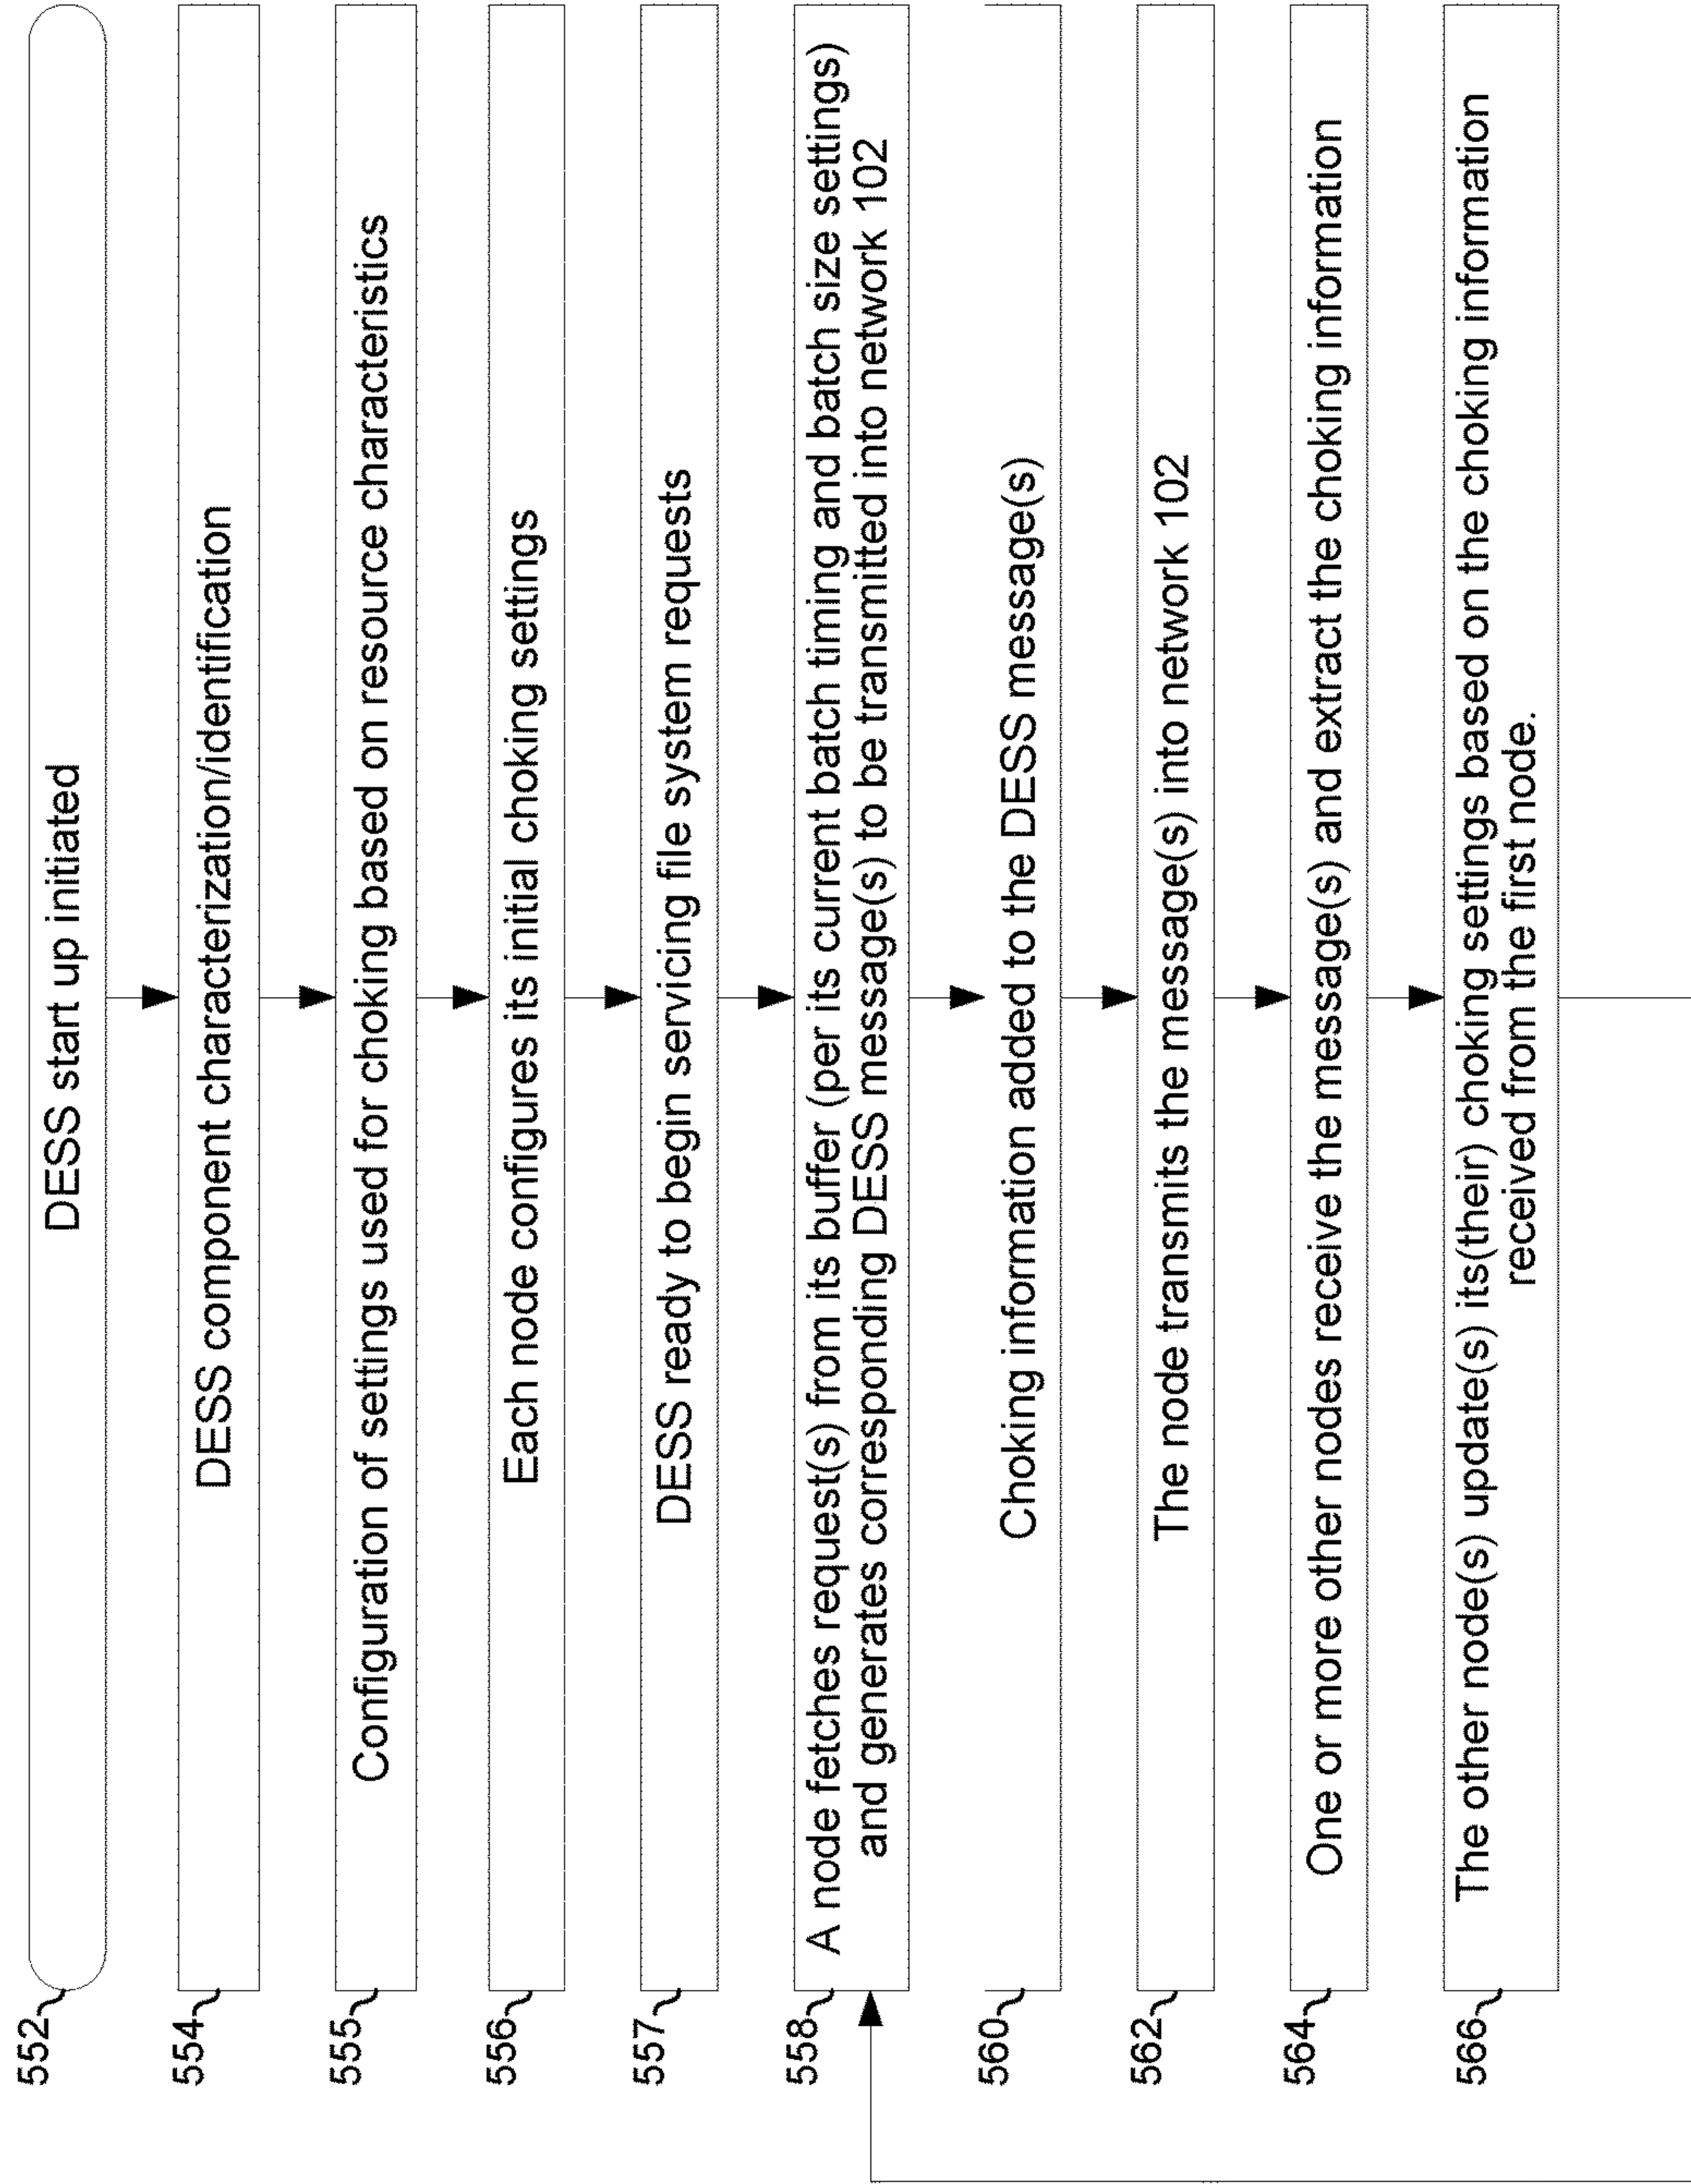 552
DESS start up initiated
554
DESS component characterization/identification
555
Configuration of settings used for choking based on resource characteristics
556
Each node configures its initial choking settings
557
DESS ready to begin servicing file system requests
558
A node fetches request(s) from its buffer (per its current batch timing and batch size settings)
and generates corresponding DESS message(s) to be transmitted into network 102
560
Choking information added to the DESS message(s)
562
The node transmits the message(s) into network 102
564
One or more other nodes receive the message(s) and extract the choking information
566
The other node(s) update(s) its(their) choking settings based on the choking information
received from the first node.